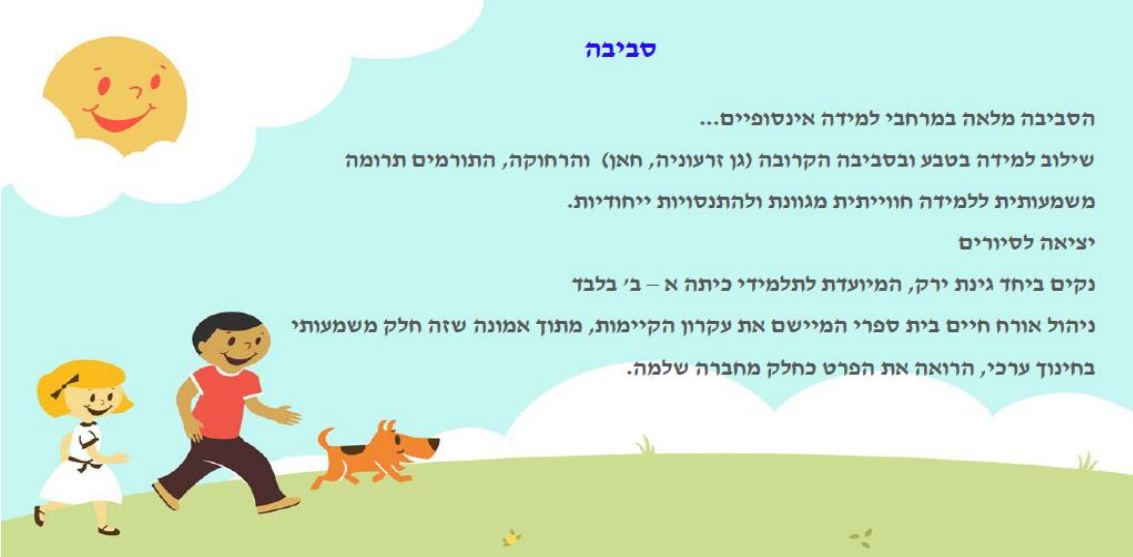 סביבה
הסביבה מלאה במרחבי למידה אינסופיים...
שילוב למידה בטבע ובסביבה הקרובה (גן זרעוניה, חאן) והרחוקה, התורמים תרומה
משמעותית ללמידה חווייתית מגוונת ולהתנסויות ייחודיות.
יציאה לסיורים
נקים ביחד גינת ירק, המיועדת לתלמידי כיתה א – ב' בלבד
ניהול אורח חיים בית ספרי המיישם את עקרון הקיימות, מתוך אמונה שזה חלק משמעותי
בחינוך ערכי, הרואה את הפרט כחלק מחברה שלמה.